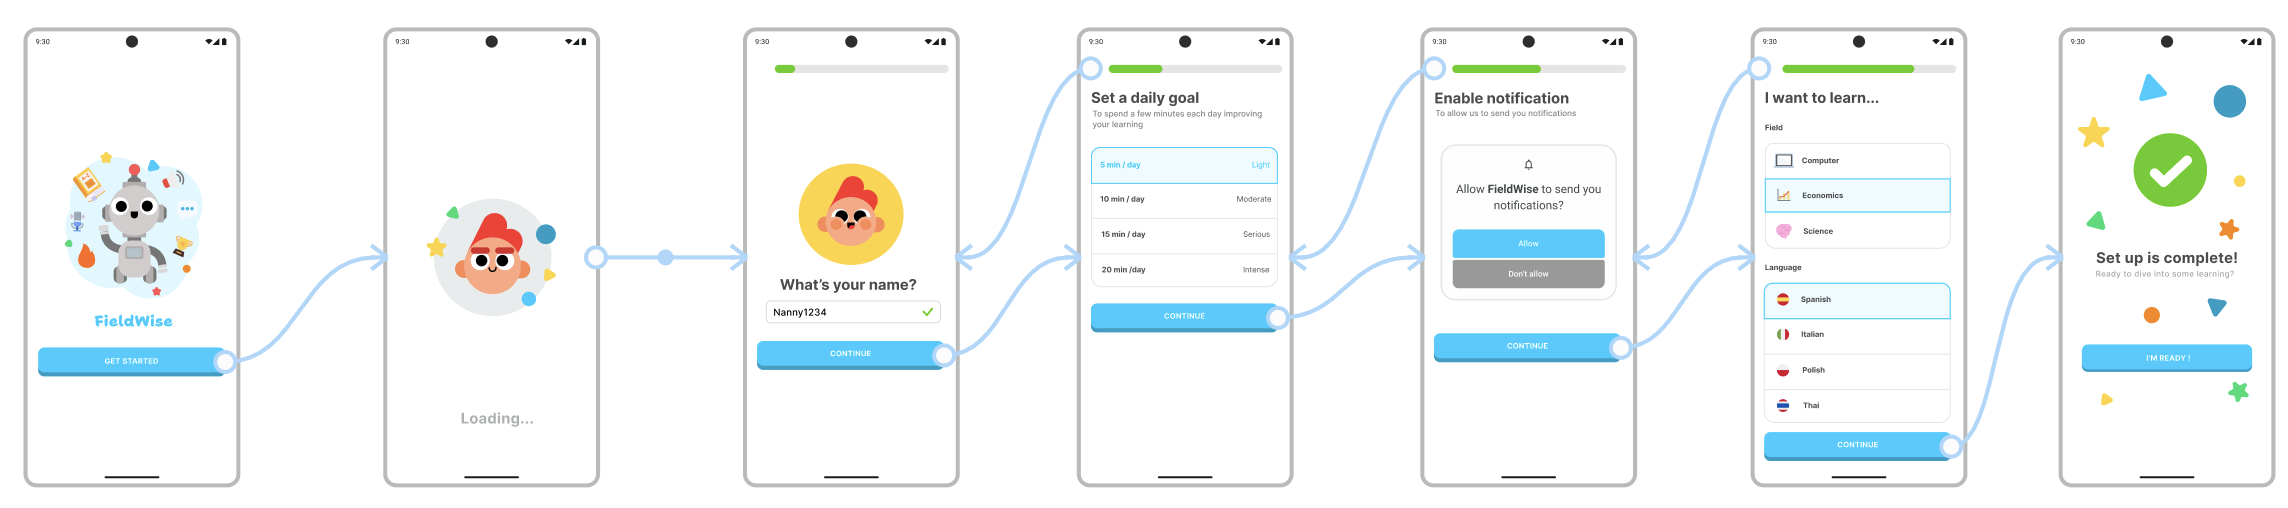 9:30
FieldWise
GET STARTED
9:30
Loading...
9:30
What's your name?
Nanny1234
CONTINUE
9:30
Set a daily goal
To spend a few minutes each day improving
your learning
5 min / day Light
10 min / day Moderate
15 min / day Serious
20 min /day Intense
CONTINUE
9:30
Enable notification
To allow us to send you notifications
Allow FieldWise to send you
notifications?
Allow
Don't allow
CONTINUE
9:30
I want to learn...
Field
Computer
Economics
Science
Language
Spanish
Italian
Polish
Thai
CONTINUE
9:30
Set up is complete!
Ready to dive into some learning?
I'M READY !